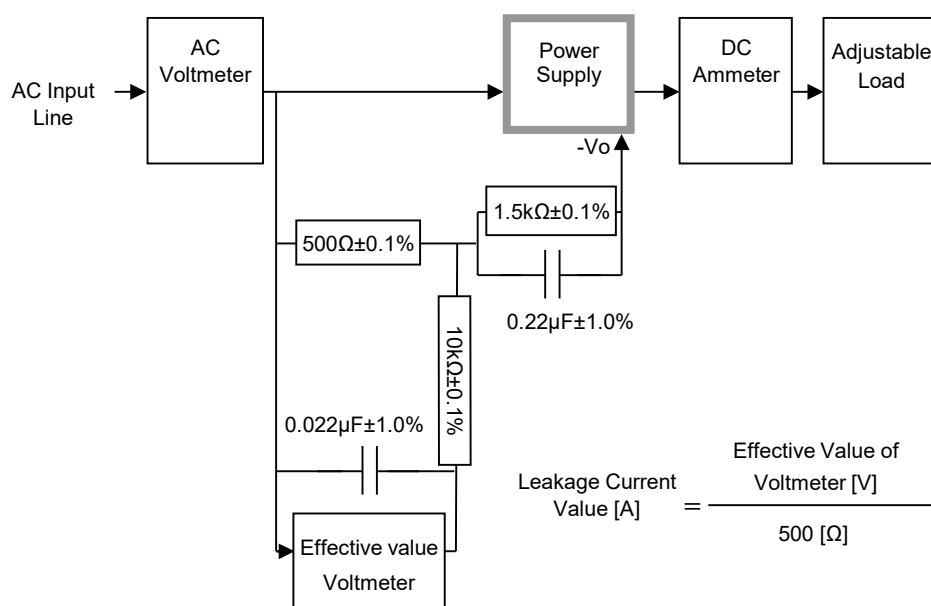 AC Input
Line
AC
Voltmeter
Power
Supply
DC
Ammeter
Adjustable
Load
-Vo
1.5kΩ±0.1%
500Ω±0.1%
0.22µF±1.0%
10kΩ±0.1%
0.022µF±1.0%
Effective value
Voltmeter
Leakage Current
Value [A]
=
Effective Value of
Voltmeter [V]
500 [Ω]